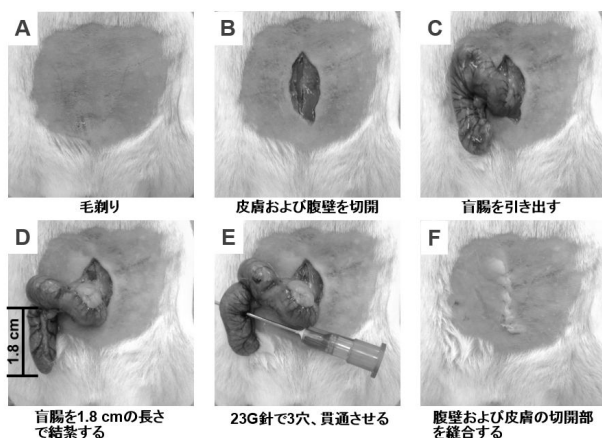 A
B
C
毛剃り
皮膚および腹壁を切開
盲腸を引き出す
D
E
F
1.8 cm
盲腸を1.8 cmの長さ
で結紮する
23G針で3穴、貫通させる
腹壁および皮膚の切開部
を縫合する